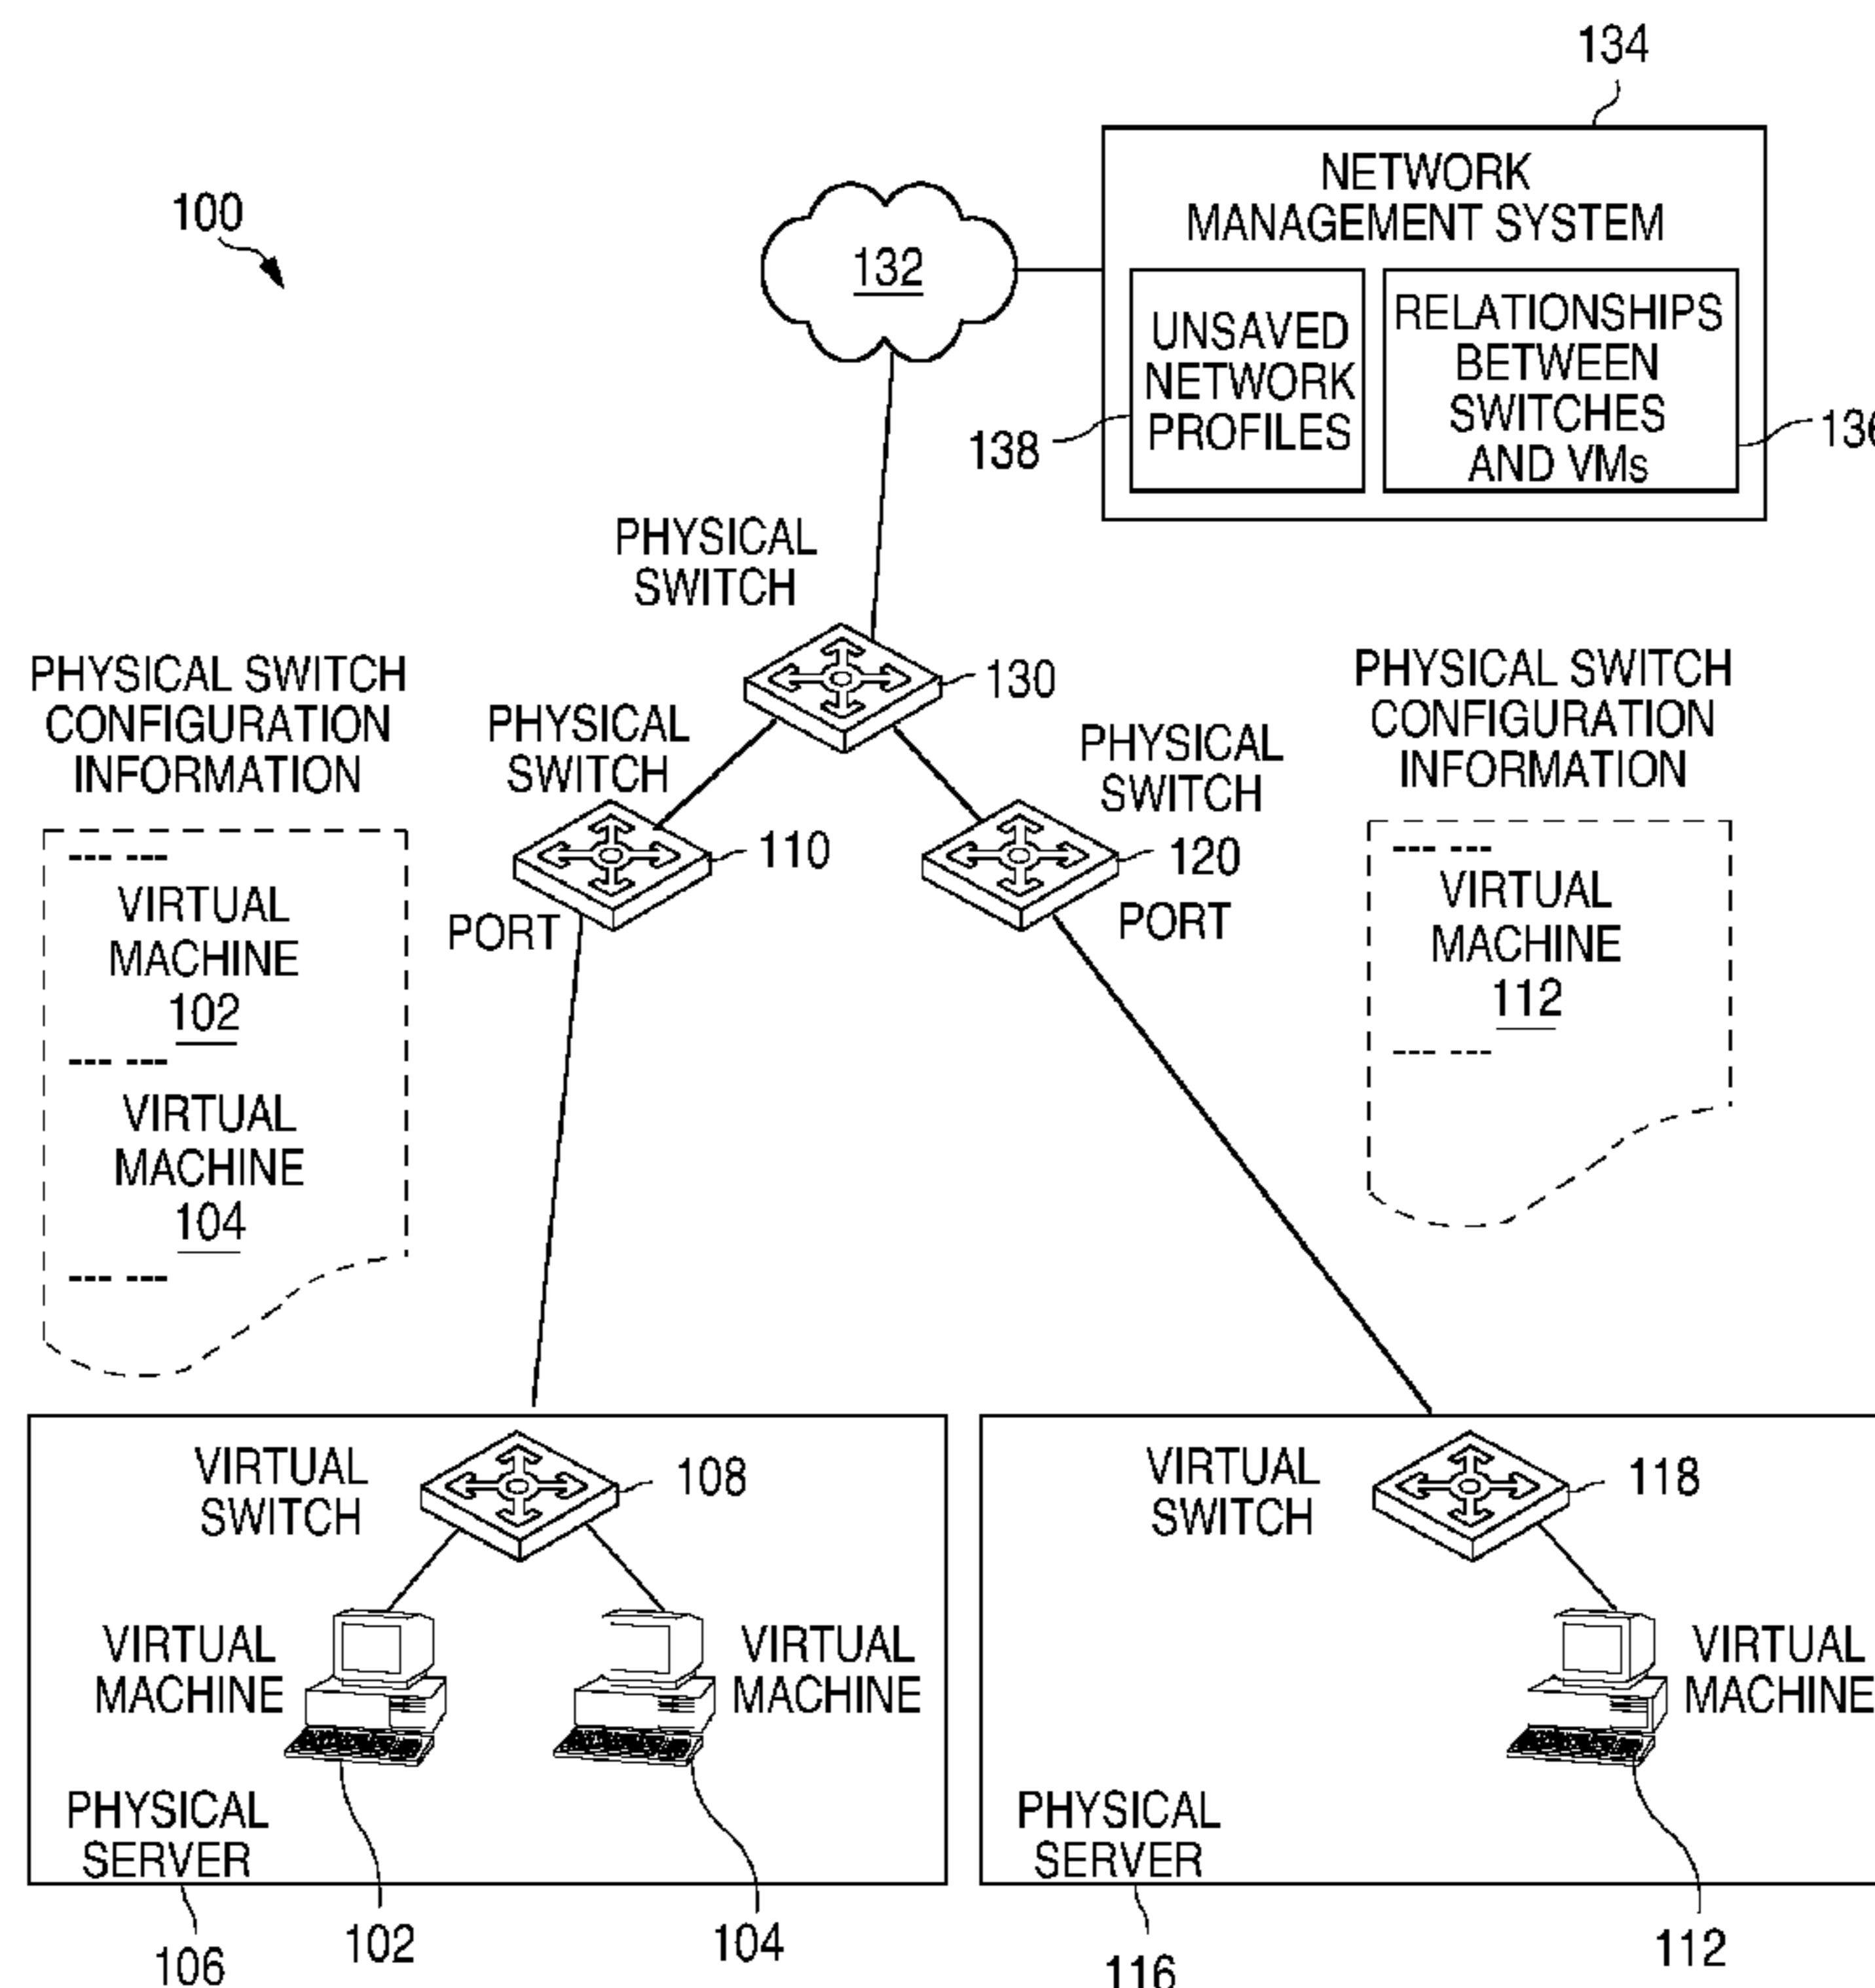 134
NETWORK
MANAGEMENT SYSTEM
100
132
UNSAVED
NETWORK
PROFILES
138
RELATIONSHIPS
BETWEEN
SWITCHES
AND VMs
PHYSICAL
SWITCH
130
PHYSICAL SWITCH
CONFIGURATION
INFORMATION
PHYSICAL
SWITCH
110
PORT
PHYSICAL
SWITCH
120
PORT
PHYSICAL SWITCH
CONFIGURATION
INFORMATION
VIRTUAL
MACHINE
102
VIRTUAL
MACHINE
104
VIRTUAL
MACHINE
112
VIRTUAL
SWITCH
108
VIRTUAL
MACHINE
VIRTUAL
MACHINE
PHYSICAL
SERVER
106
102
104
VIRTUAL
SWITCH
118
VIRTUAL
MACHINE
PHYSICAL
SERVER
116
112